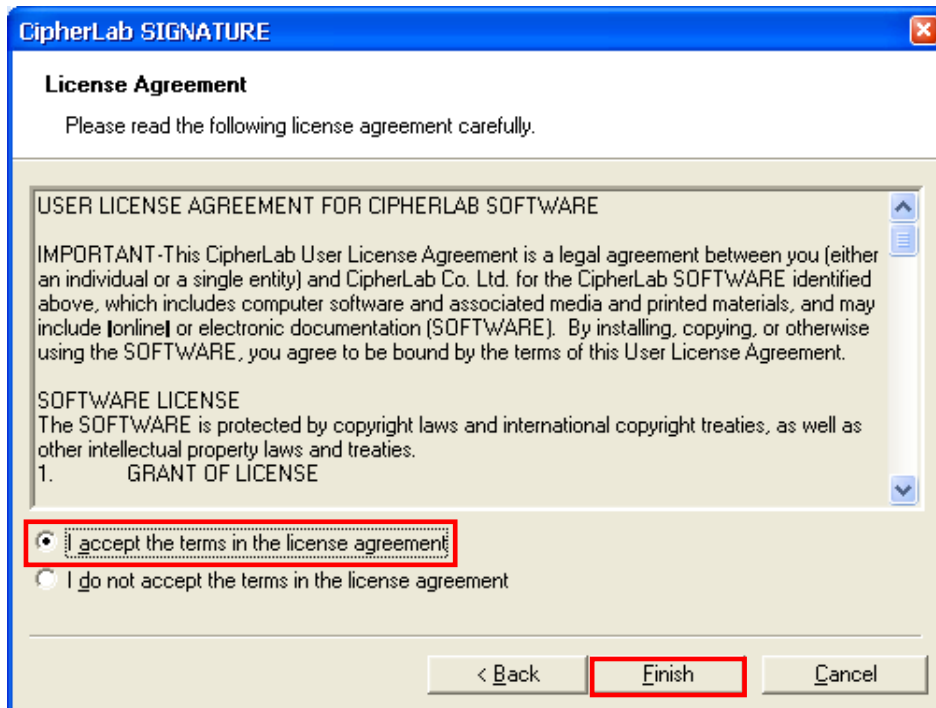 CipherLab SIGNATURE
License Agreement
Please read the following license agreement carefully.
USER LICENSE AGREEMENT FOR CIPHERLAB SOFTWARE
IMPORTANT-This CipherLab User License Agreement is a legal agreement between you (either
an individual or a single entity) and CipherLab Co. Ltd. for the CipherLab SOFTWARE identified
above, which includes computer software and associated media and printed materials, and may
include |online| or electronic documentation (SOFTWARE).  By installing, copying, or otherwise
using the SOFTWARE, you agree to be bound by the terms of this User License Agreement.
SOFTWARE LICENSE
The SOFTWARE is protected by copyright laws and international copyright treaties, as well as
other intellectual property laws and treaties.
1. GRANT OF LICENSE
I accept the terms in the license agreement
I do not accept the terms in the license agreement
< Back Finish Cancel